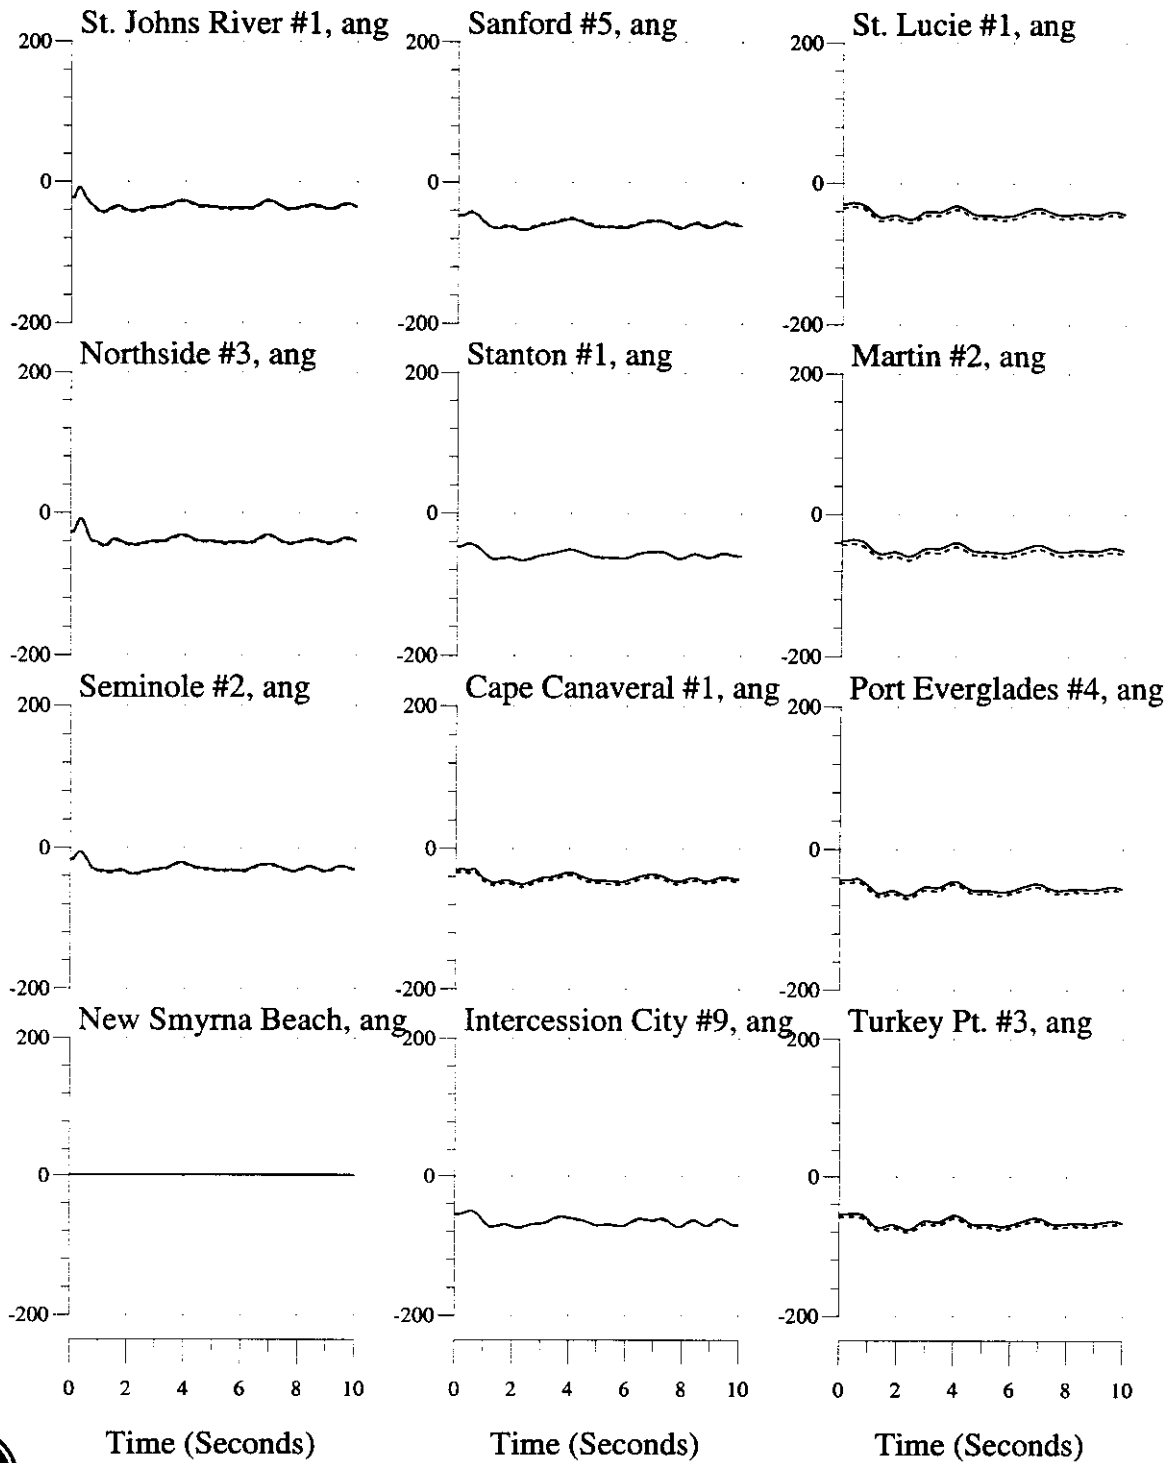 St. Johns River #1, ang
200
0
-200
Sanford #5, ang
200
0
-200
St. Lucie #1, ang
200
0
-200
Northside #3, ang
200
0
-200
Stanton #1, ang
200
0
-200
Martin #2, ang
200
0
-200
Seminole #2, ang
200
0
-200
Cape Canaveral #1, ang
200
0
-200
Port Everglades #4, ang
200
0
-200
New Smyrna Beach, ang
200
0
-200
0 2 4 6 8 10
Time (Seconds)
Intercession City #9, ang
200
0
-200
0 2 4 6 8 10
Time (Seconds)
Turkey Pt. #3, ang
200
0
-200
0 2 4 6 8 10
Time (Seconds)